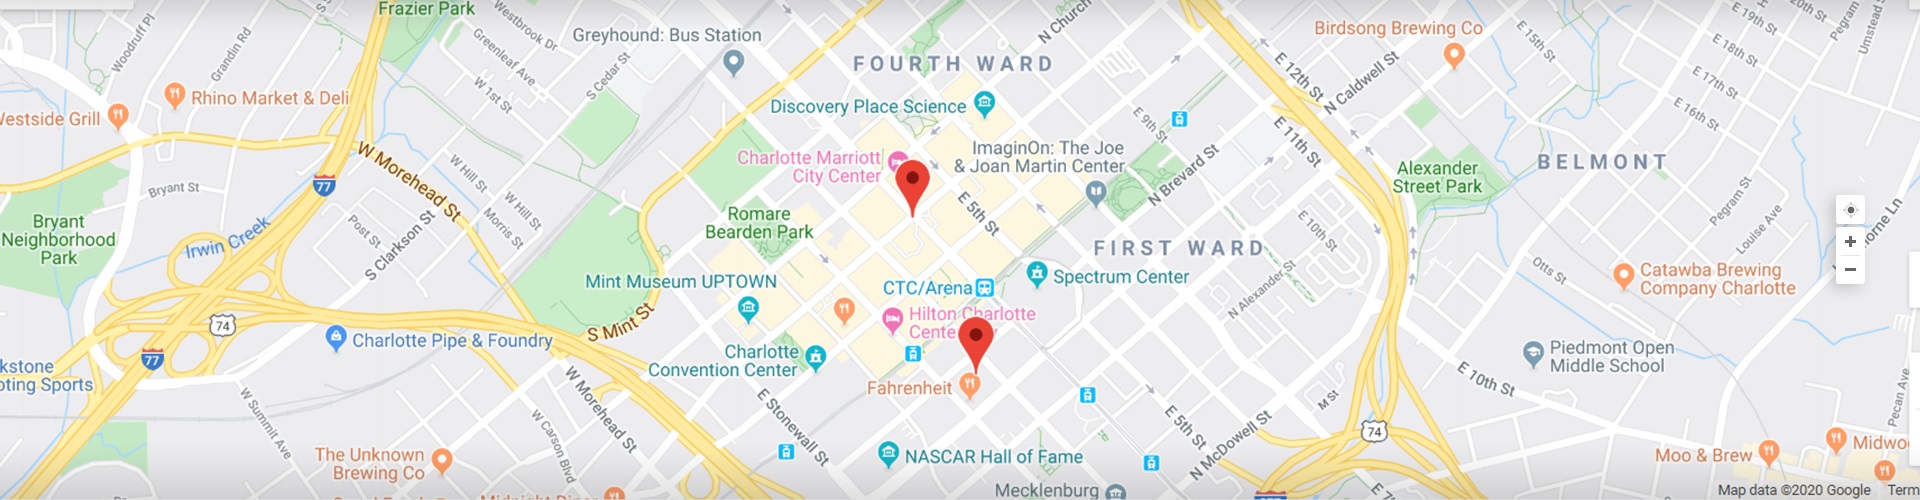 Frazier Park
Woodruff Pl
Grandin Rd
Westbrook Dr
Greenleaf Ave
W 1st St
S Cedar St
Greyhound: Bus Station
FOURTH WARD
N Church
Birdsong Brewing Co
E 12th St
N Caldwell St
E 15th St
E 19th St
20th St
Pegram
Umstead
E 18th St
E 17th St
E 16th St
Rhino Market & Deli
Westside Grill
Discovery Place Science
E 9th St
E 11th St
ImaginOn: The Joe
& Joan Martin Center
Charlotte Marriott
City Center
W Morehead St
77
Bryant St
W Hill St
W Hill St
Morris St
Post St
S Clarkson St
Bryant
Neighborhood
Park
Irwin Creek
Romare
Bearden Park
E 5th St
N Brevard St
Alexander
Street Park
BELMONT
Pegram St
Louise Ave
FIRST WARD
E 10th St
N Alexander St
Otts St
Mint Museum UPTOWN
CTC/Arena
Spectrum Center
Catawba Brewing
Company Charlotte
+
−
S Mint St
74
77
Charlotte Pipe & Foundry
Hilton Charlotte
Charlotte
Convention Center
Fahrenheit
Piedmont Open
Middle School
E 10th St
kstone
oting Sports
W Summit Ave
W Morehead St
W Carson Blvd
E Stonewall St
E 5th St
N McDowell St
M St
74
Pecan Ave
The Unknown
Brewing Co
NASCAR Hall of Fame
Moo & Brew
Midwo
Mecklenburg
Map data ©2020 Google
Term